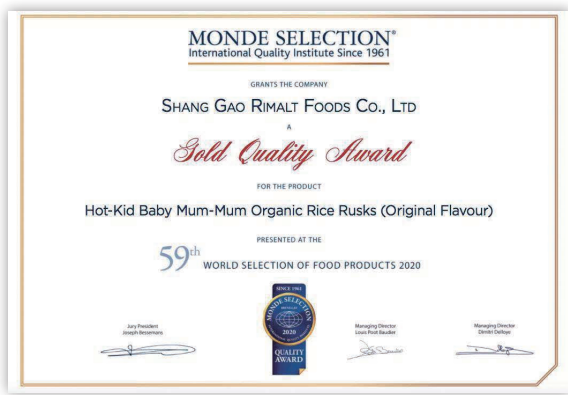 MONDE SELECTION®
International Quality Institute Since 1961
GRANTS THE COMPANY
SHANG GAO RIMALT FOODS CO., LTD
A
Gold Quality Award
FOR THE PRODUCT
Hot-Kid Baby Mum-Mum Organic Rice Rusks (Original Flavour)
PRESENTED AT THE
59th WORLD SELECTION OF FOOD PRODUCTS 2020
Jury President
Joseph Bessemans
SINCE 1961
MONDE SELECTION
2020
QUALITY
AWARD
Managing Director
Louis Post Baudier
Managing Director
Dimitri Delloye